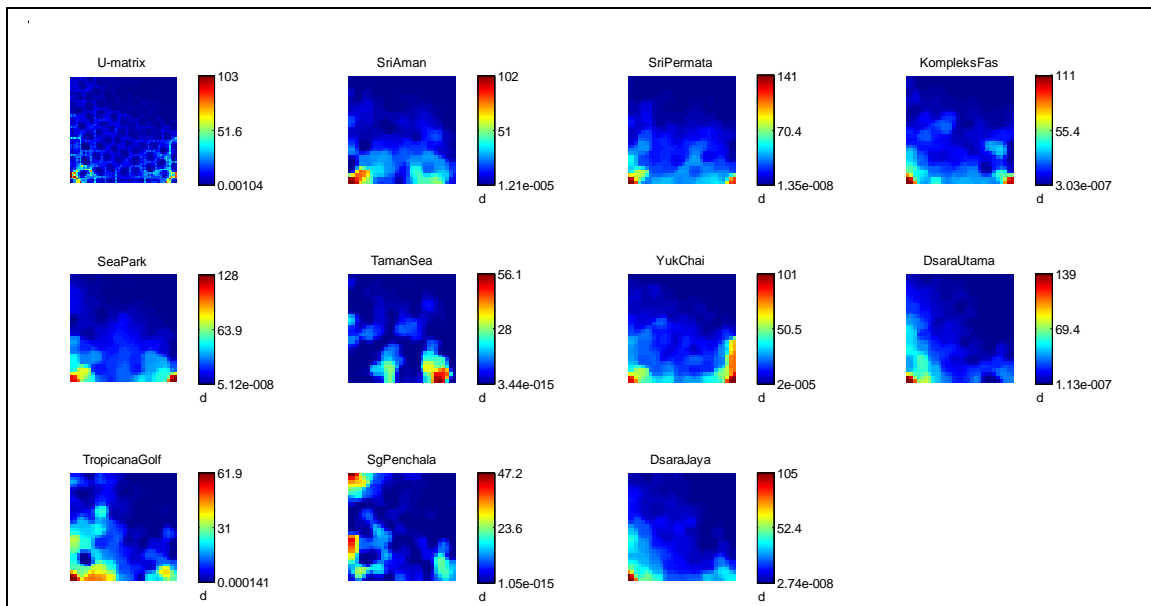 U-matrix
103
51.6
0.00104
SriAman
102
51
1.21e-005
d
SriPermata
141
70.4
1.35e-008
d
KompleksFas
111
55.4
3.03e-007
d
SeaPark
128
63.9
5.12e-008
d
TamanSea
56.1
28
3.44e-015
d
YukChai
101
50.5
2e-005
d
DsaraUtama
139
69.4
1.13e-007
d
TropicanaGolf
61.9
31
0.000141
d
SgPenchala
47.2
23.6
1.05e-015
d
DsaraJaya
105
52.4
2.74e-008
d